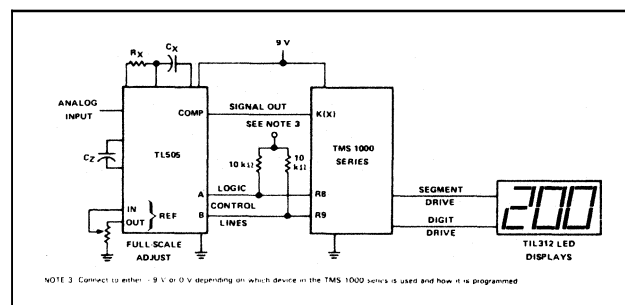 9 V
RX
CX
ANALOG
INPUT
COMP
SIGNAL OUT
K(X)
SEE NOTE 3
TL505
TMS 1000
SERIES
CZ
10 kΩ
10
kΩ
A
LOGIC
R8
CONTROL
B
LINES
R9
IN
OUT
REF
SEGMENT
DRIVE
DIGIT
DRIVE
200
FULL-SCALE
ADJUST
TIL312 LED
DISPLAYS
NOTE 3 Connect to either - 9 V or 0 V depending on which device in the TMS 1000 series is used and how it is programmed